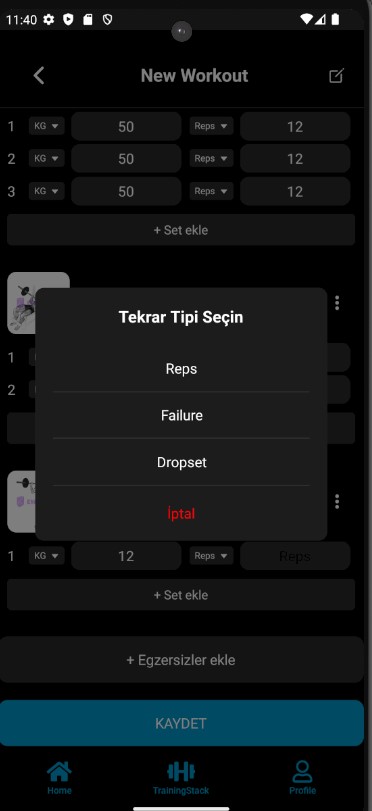 11:40
New Workout
1 KG 50 Reps 12
2 KG 50 Reps 12
3 KG 50 Reps 12
+ Set ekle
Tekrar Tipi Seçin
1
Reps
2
Failure
Dropset
İptal
1 KG 12 Reps Reps
+ Set ekle
+ Egzersizler ekle
KAYDET
Home TrainingStack Profile